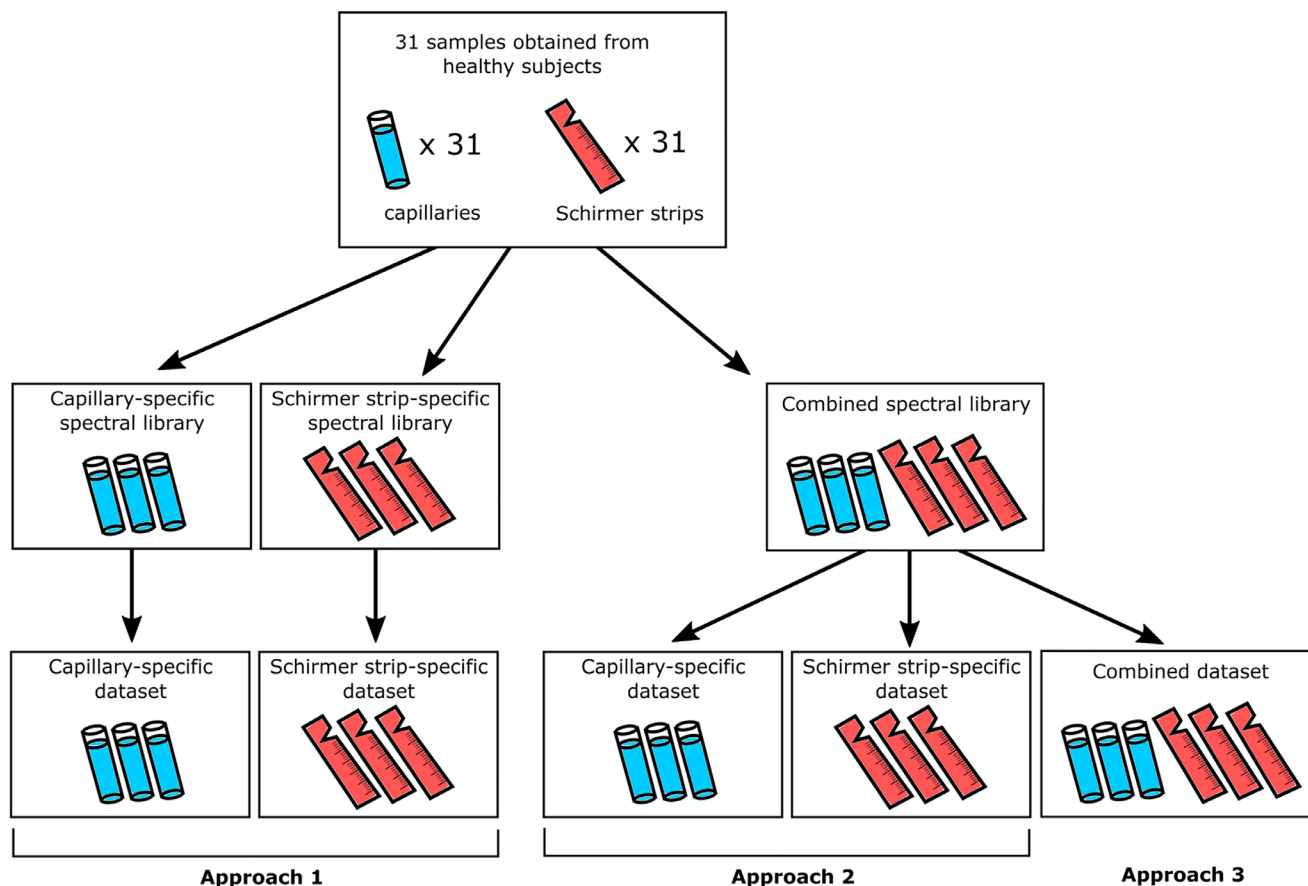 31 samples obtained from
healthy subjects
x 31
x 31
capillaries
Schirmer strips
Capillary-specific
spectral library
Schirmer strip-specific
spectral library
Combined spectral library
Capillary-specific
dataset
Schirmer strip-specific
dataset
Capillary-specific
dataset
Schirmer strip-specific
dataset
Combined dataset
Approach 1
Approach 2
Approach 3